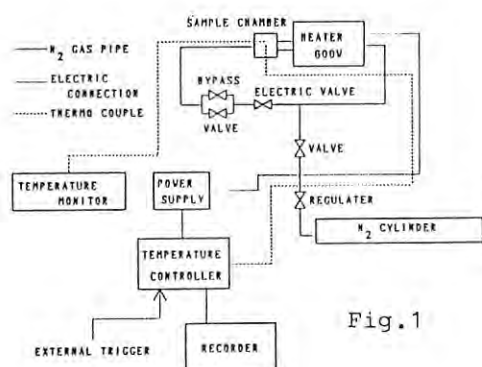 SAMPLE CHAMBER
HEATER
600V
N2 GAS PIPE
ELECTRIC
CONNECTION
THERMO COUPLE
BYPASS
ELECTRIC VALVE
VALVE
VALVE
TEMPERATURE
MONITOR
POWER
SUPPLY
REGULATER
N2 CYLINDER
TEMPERATURE
CONTROLLER
Fig.1
EXTERNAL TRIGGER
RECORDER